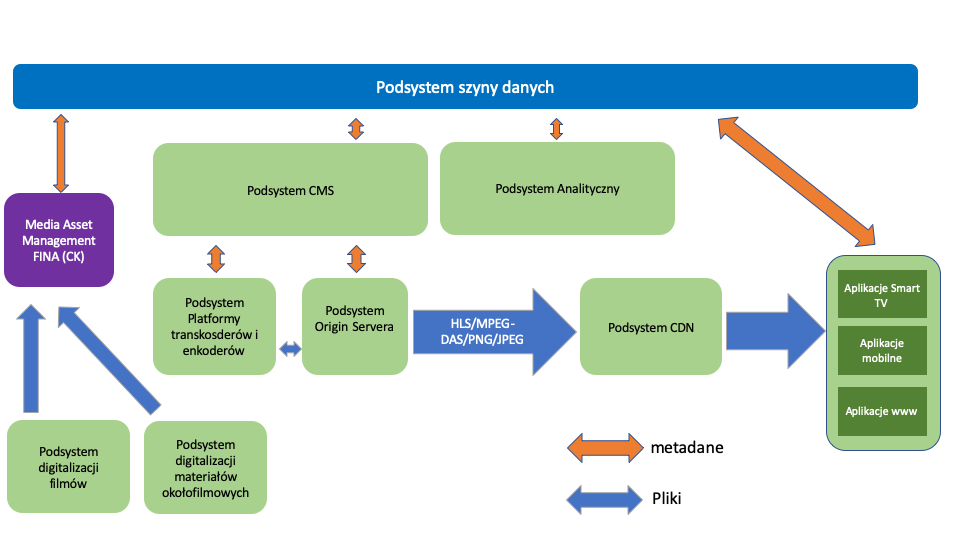 Podsystem szyny danych
Podsystem CMS
Podsystem Analityczny
Media Asset
Management
FINA (CK)
Podsystem
Platformy
transkoderów i
enkoderów
Podsystem
Origin Servera
HLS/MPEG-
DAS/PNG/JPEG
Podsystem CDN
Aplikacje Smart
TV
Aplikacje
mobilne
Aplikacje www
Podsystem
digitalizacji
filmów
Podsystem
digitalizacji
materiałów
okołofilmowych
metadane
Pliki